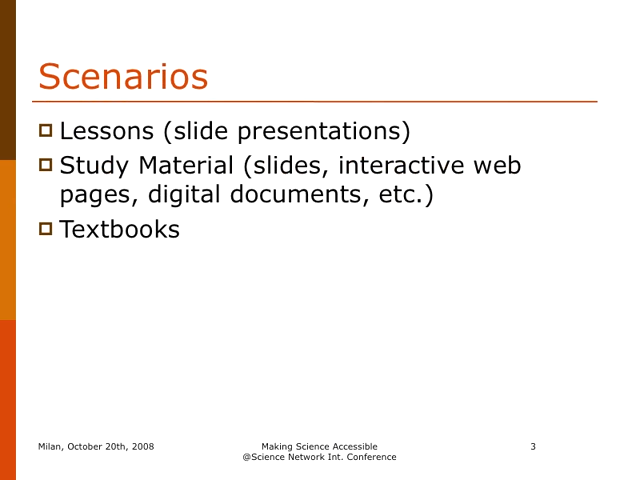 Scenarios
Lessons (slide presentations)
Study Material (slides, interactive web
pages, digital documents, etc.)
Textbooks
Milan, October 20th, 2008
Making Science Accessible
@Science Network Int. Conference
3